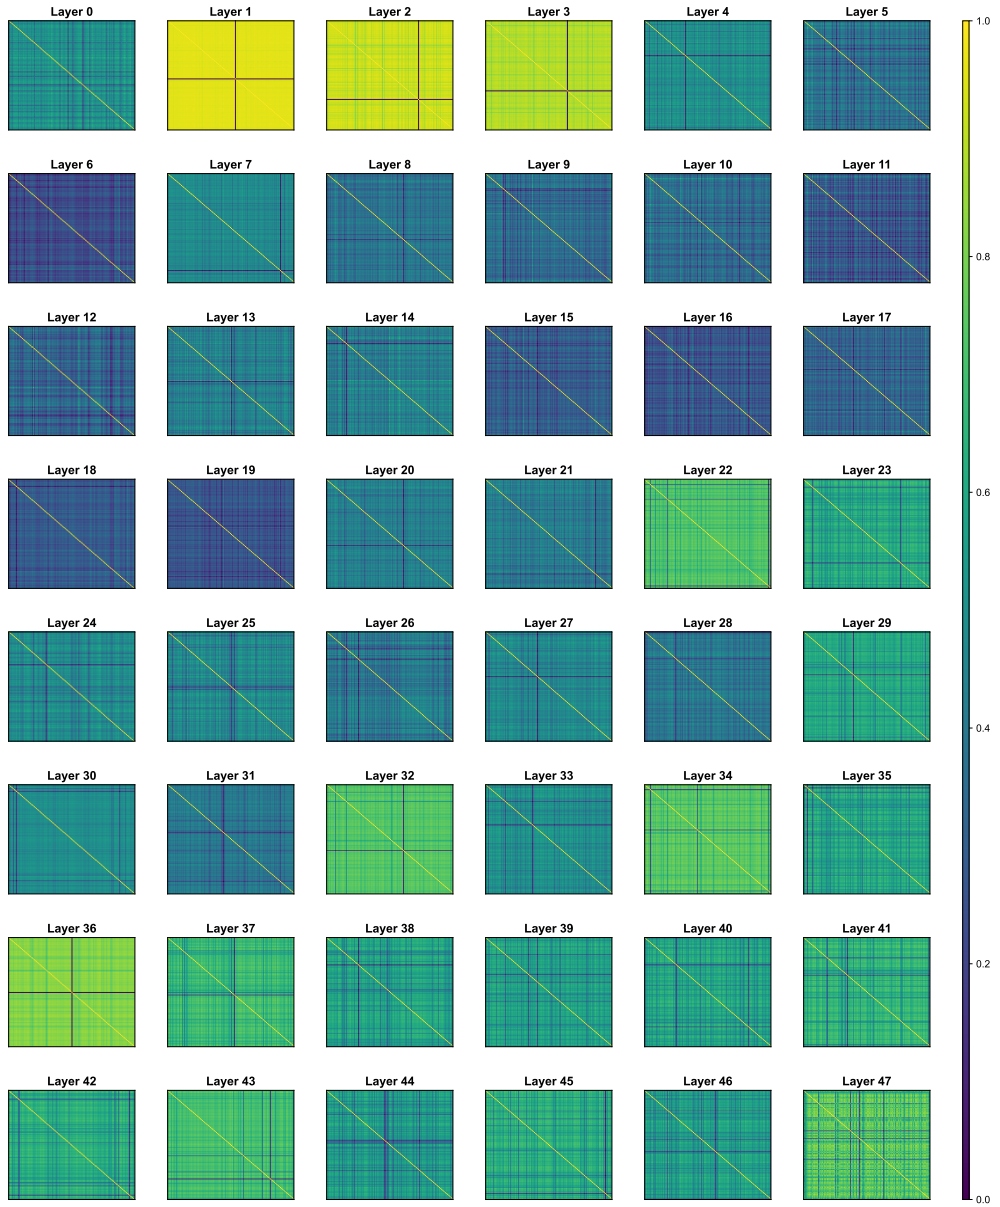 Layer 0 Layer 1 Layer 2 Layer 3 Layer 4 Layer 5
1.0
Layer 6 Layer 7 Layer 8 Layer 9 Layer 10 Layer 11
0.8
Layer 12 Layer 13 Layer 14 Layer 15 Layer 16 Layer 17
Layer 18 Layer 19 Layer 20 Layer 21 Layer 22 Layer 23
0.6
Layer 24 Layer 25 Layer 26 Layer 27 Layer 28 Layer 29
0.4
Layer 30 Layer 31 Layer 32 Layer 33 Layer 34 Layer 35
Layer 36 Layer 37 Layer 38 Layer 39 Layer 40 Layer 41
0.2
Layer 42 Layer 43 Layer 44 Layer 45 Layer 46 Layer 47
0.0